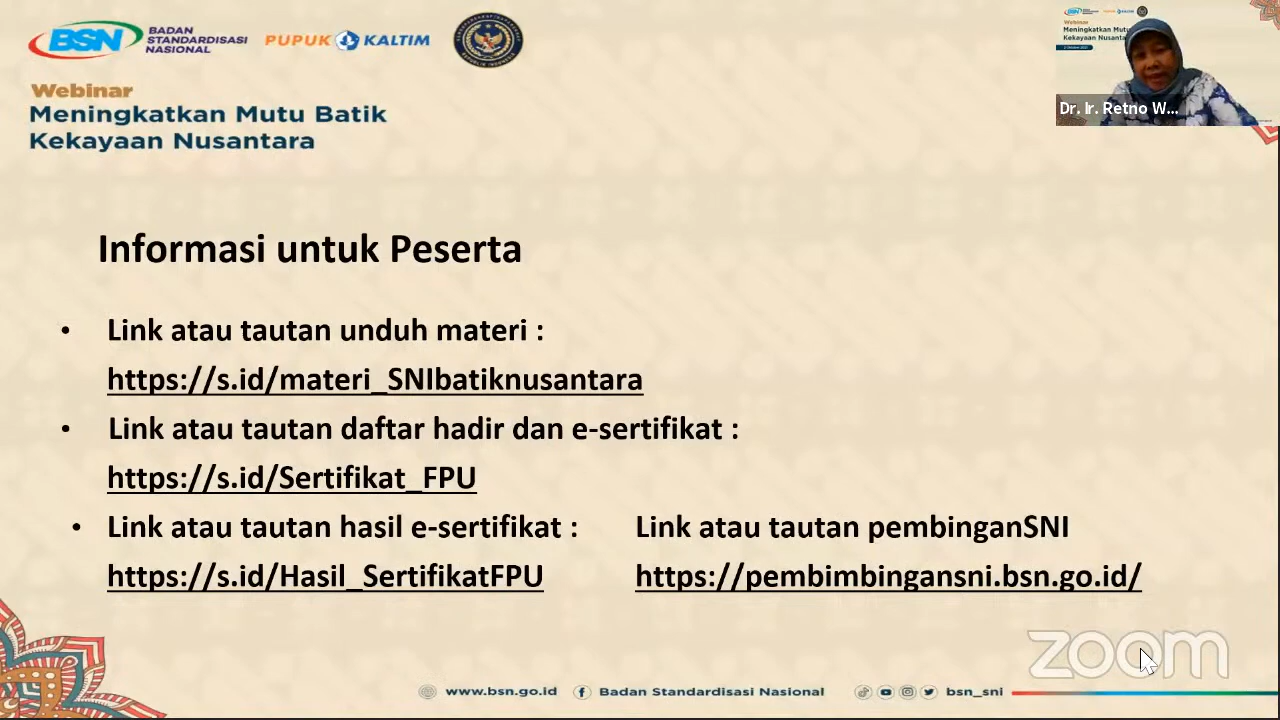 BSN BADAN
STANDARDISASI
NASIONAL
PUPUK KALTIM
Webinar
Meningkatkan Mutu Batik
Kekayaan Nusantara
Webinar
Meningkatkan Mutu
Kekayaan Nusanta
Dr. Ir. Retno W...
Informasi untuk Peserta
• Link atau tautan unduh materi :
https://s.id/materi_SNIbatiknusantara
• Link atau tautan daftar hadir dan e-sertifikat :
https://s.id/Sertifikat_FPU
• Link atau tautan hasil e-sertifikat : Link atau tautan pembinganSNI
https://s.id/Hasil_SertifikatFPU https://pembimbingansni.bsn.go.id/
zoom
www.bsn.go.id Badan Standardisasi Nasional bsn_sni